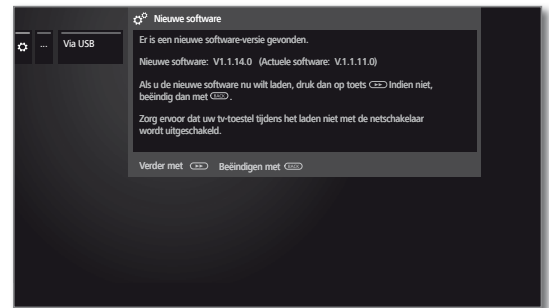 Nieuwe software
... Via USB
Er is een nieuwe software-versie gevonden.
Nieuwe software: V1.1.14.0 (Actuele software: V.1.1.11.0)
Als u de nieuwe software nu wilt laden, druk dan op toets Indien niet,
beëindig dan met BACK.
Zorg ervoor dat uw tv-toestel tijdens het laden niet met de netschakelaar
wordt uitgeschakeld.
Verder met Beëindigen met BACK